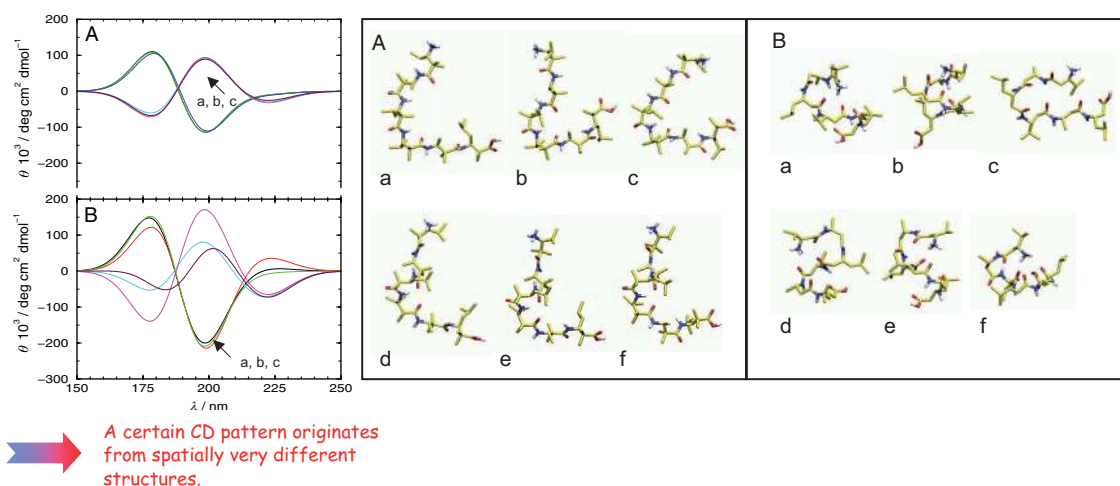 A
200
100
0
−100
−200
θ 10³ / deg cm² dmol⁻¹
a, b, c
B
200
100
0
−100
−200
−300
θ 10³ / deg cm² dmol⁻¹
a, b, c
150 175 200 225 250
λ / nm
A
a b c
d e f
B
a b c
d e f
A certain CD pattern originates
from spatially very different
structures.